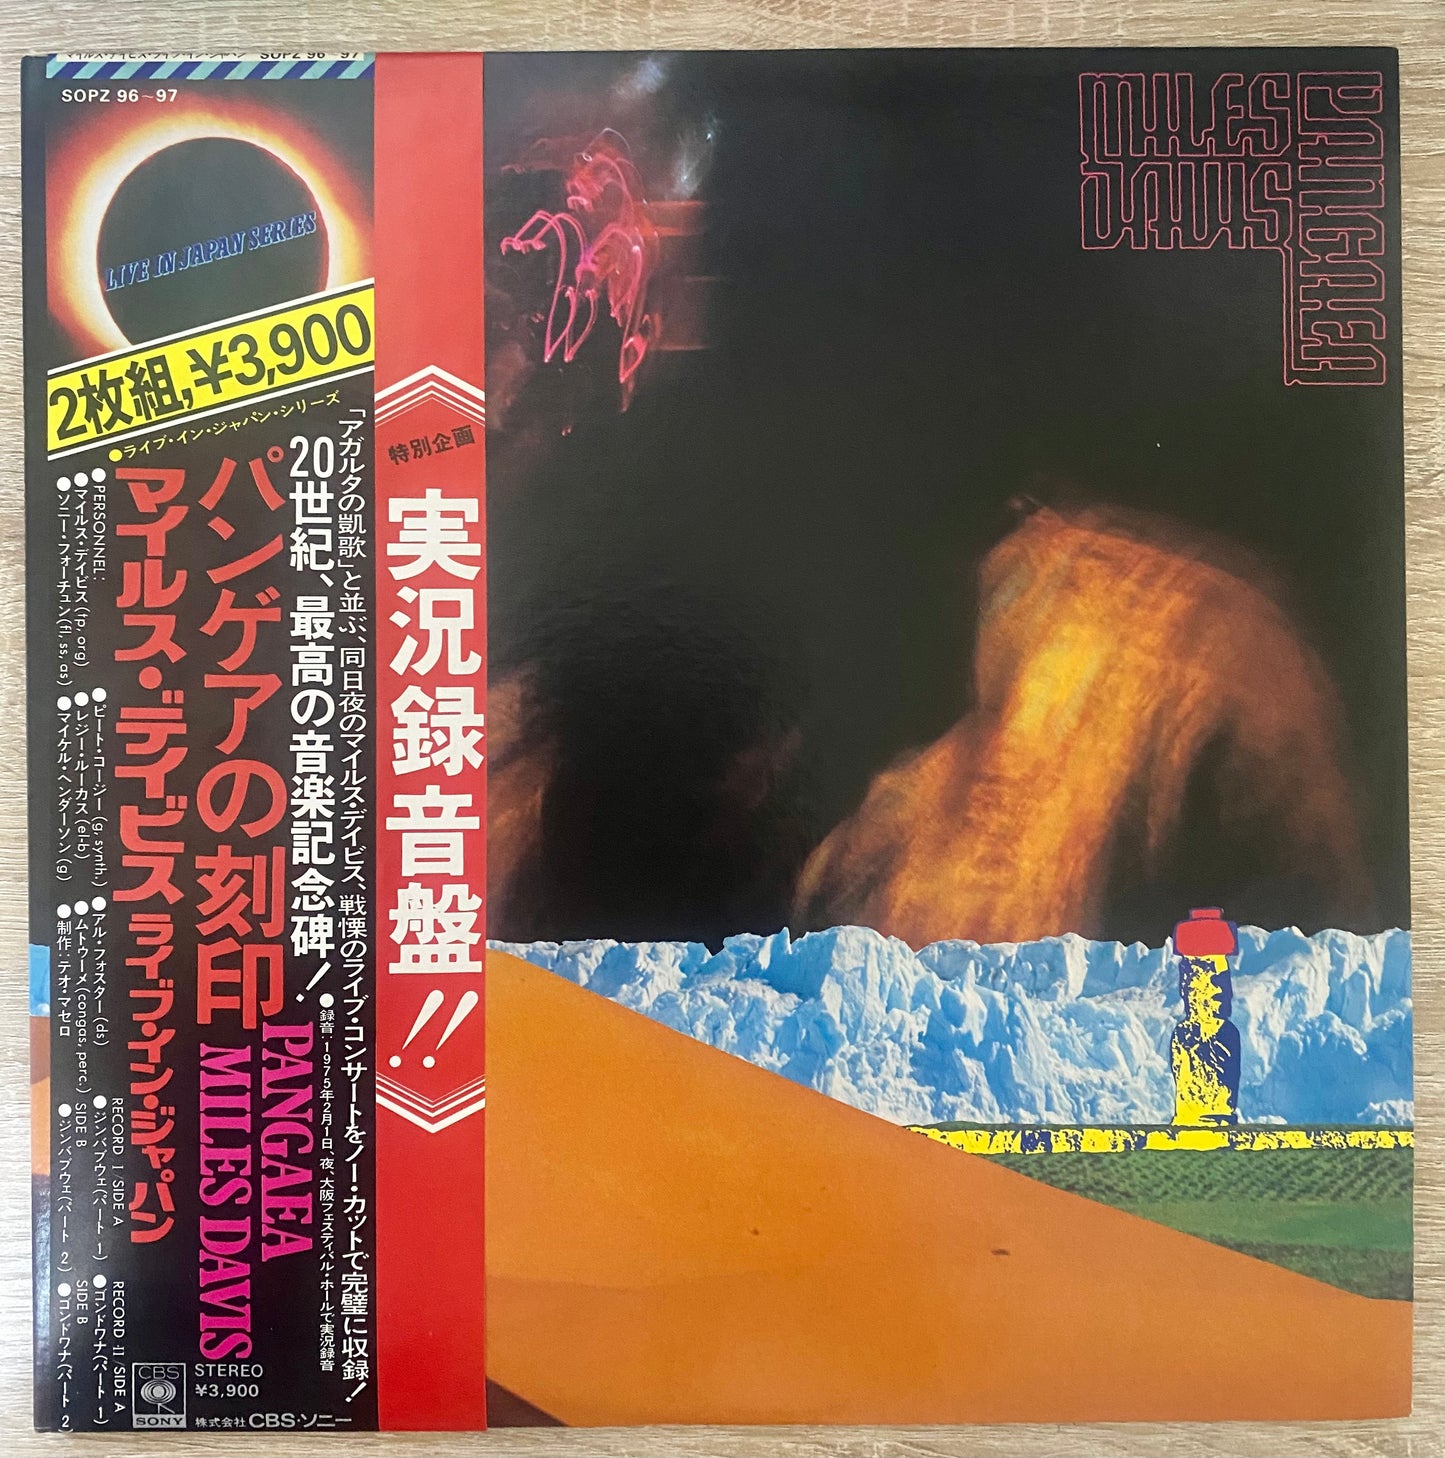 マイルス・デイビス・ライブ・イン・ジャパン SOPZ 96~97
SOPZ 96~97
LIVE IN JAPAN SERIES
2枚組,¥3,900
●ライブ・イン・ジャパン・シリーズ
「アガルタの凱歌」と並ぶ、同日夜のマイルス・デイビス、戦慄のライブ・コンサートをノー・カットで完璧に収録!
20世紀、最高の音楽記念碑!
●録音:1975年2月1日、夜、大阪フェスティバル・ホールで実況録音
パンゲアの刻印
PANGAEA
MILES DAVIS
マイルス・デイビス ライブ・イン・ジャパン
●PERSONNEL:
●マイルス・デイビス(tp, org)
●ソニー・フォーチュン(fl, ss, as)
●ピート・コージー(g, synth.)
●レジー・ルーカス(el-b)
●マイケル・ヘンダーソン(g)
●アル・フォスター(ds)
●ムトゥーメ(congas, perc.)
●制作:テオ・マセロ
RECORD I/SIDE A
●ジンバブウェ(パート 1)
SIDE B
●ジンバブウェ(パート 2)
RECORD II/SIDE A
●ゴンドワナ(パート 1)
SIDE B
●ゴンドワナ(パート 2)
CBS
SONY
STEREO
¥3,900
株式会社 CBS・ソニー
特別企画
実況録音盤!!
MILES
DAVIS
PANGAEA